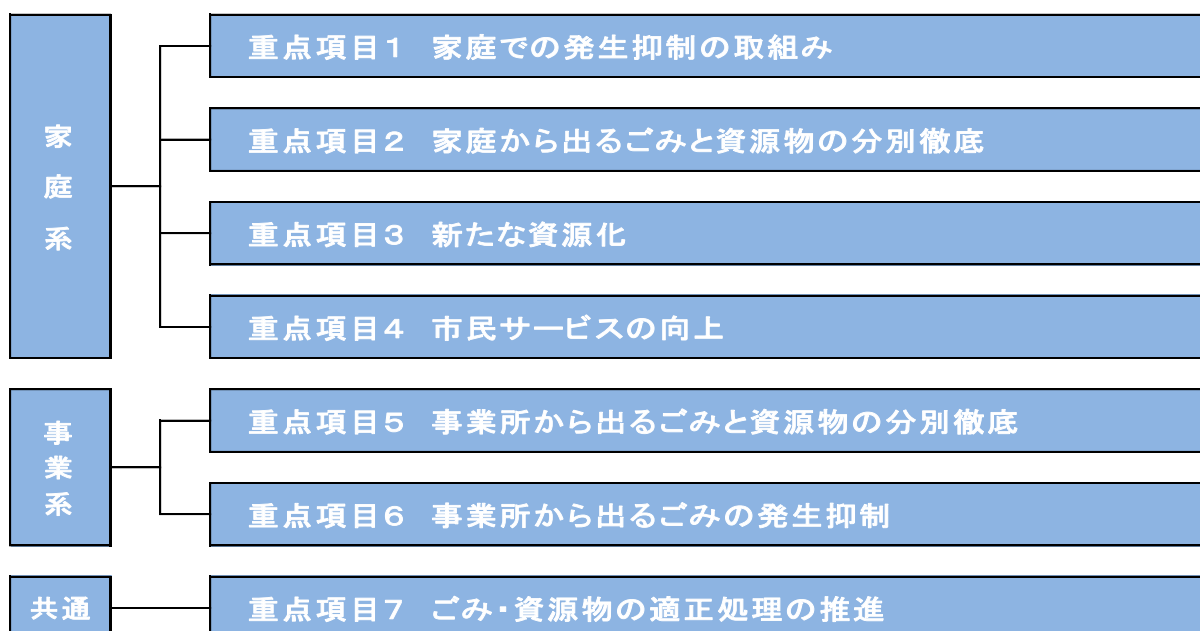 家庭系
重点項目1 家庭での発生抑制の取組み
重点項目2 家庭から出るごみと資源物の分別徹底
重点項目3 新たな資源化
重点項目4 市民サービスの向上
事業系
重点項目5 事業所から出るごみと資源物の分別徹底
重点項目6 事業所から出るごみの発生抑制
共通
重点項目7 ごみ・資源物の適正処理の推進